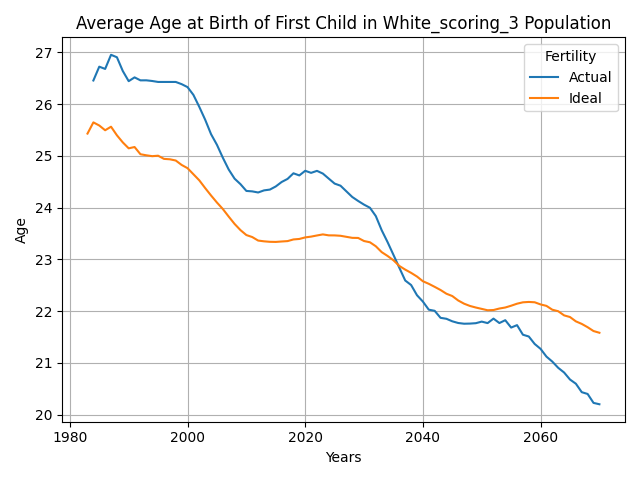 Average Age at Birth of First Child in White_scoring_3 Population
Fertility
Actual
Ideal
27
26
25
24
23
22
21
20
Age
1980
2000
2020
2040
2060
Years